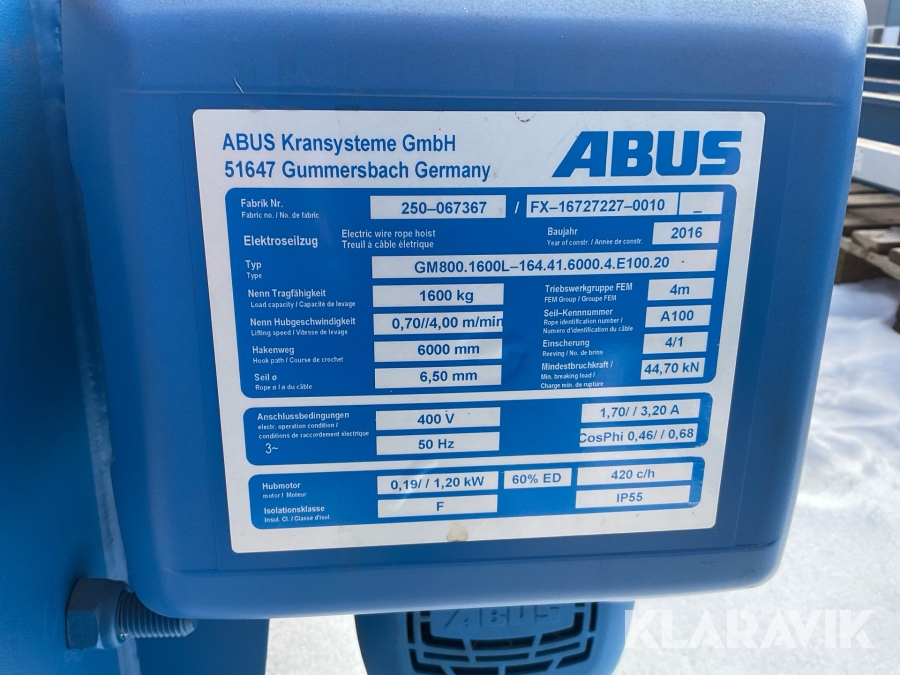 ABUS Kransysteme GmbH
51647 Gummersbach Germany
ABUS
Fabrik Nr.
Fabric no./ No. de fabric
250–067367 / FX–16727227–0010 _
Elektroseilzug
Electric wire rope hoist
Treuil à câble életrique
Baujahr
Year of constr. / Année de constr.
2016
Typ
Type
GM800.1600L–164.41.6000.4.E100.20
Nenn Tragfähigkeit
Load capacity / Capacité de levage
1600 kg
Triebswerkgruppe FEM
FEM Group / Groupe FEM
4m
Nenn Hubgeschwindigkeit
Lifting speed / Vitesse de levage
0,70//4,00 m/min
Seil–Kennnummer
Rope identification number /
Numéro d'identification du câble
A100
Hakenweg
Hook path / Course de crochet
6000 mm
Einscherung
Reeving / No. de brins
4/1
Seil ø
Rope ø / ø du câble
6,50 mm
Mindestbruchkraft /
Min. breaking load /
Charge min. de rupture
44,70 kN
Anschlussbedingungen
electr. operation condition /
conditions de raccordement électrique
3~
400 V
1,70/ / 3,20 A
50 Hz
CosPhi 0,46/ / 0,68
Hubmotor
motor / Moteur
0,19/ / 1,20 kW
60% ED
420 c/h
Isolationsklasse
Insul. Cl. / Classe d'isol.
F
IP55
ABUS
KLARAVIK